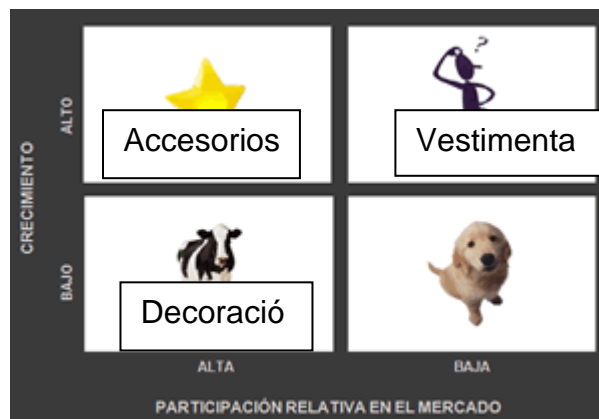 ALTO
?
Accesorios
Vestimenta
CRECIMIENTO
BAJO
Decoració
ALTA
BAJA
PARTICIPACIÓN RELATIVA EN EL MERCADO